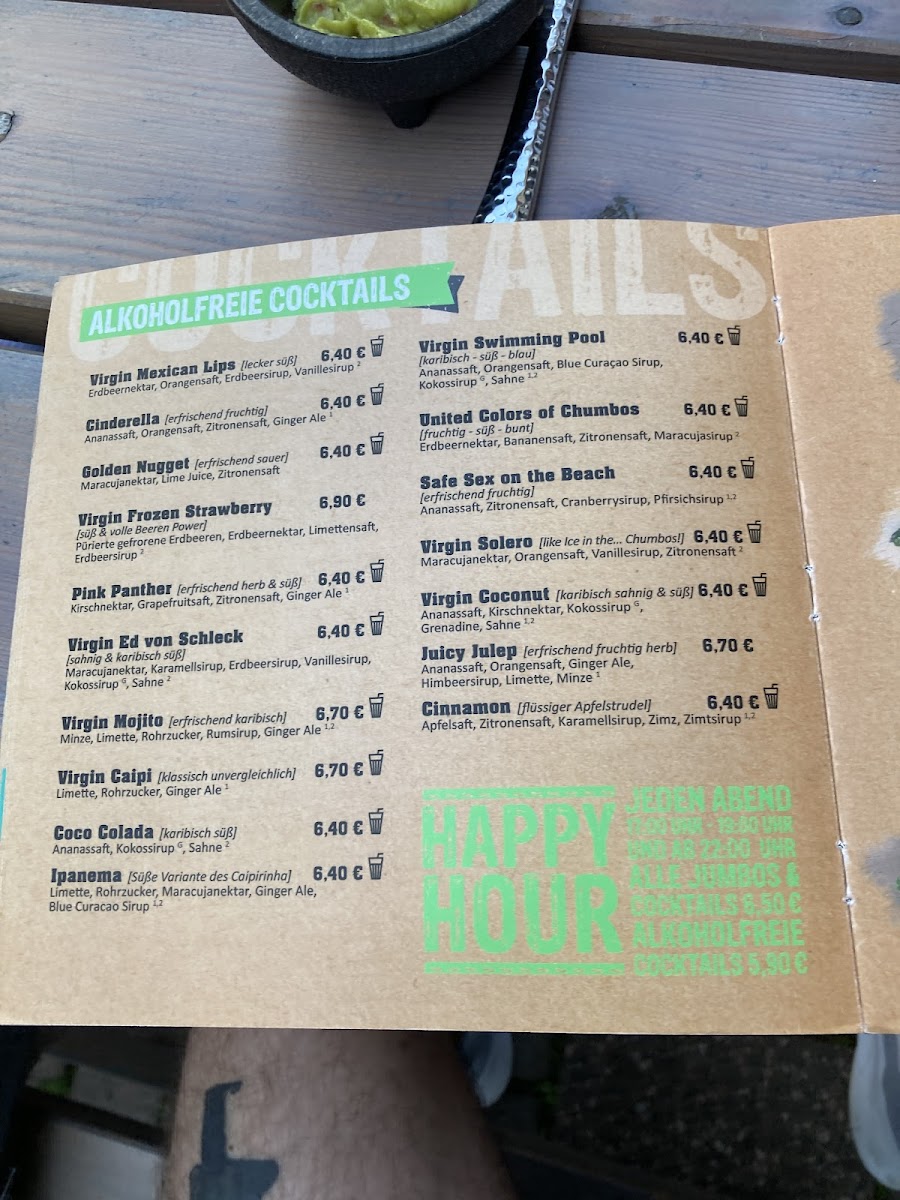 COCKTAILS
ALKOHOLFREIE COCKTAILS
Virgin Mexican Lips [lecker süß] 6,40 €
Erdbeernektar, Orangensaft, Erdbeersirup, Vanillesirup ²
Cinderella [erfrischend fruchtig] 6,40 €
Ananassaft, Orangensaft, Zitronensaft, Ginger Ale ¹
Golden Nugget [erfrischend sauer] 6,40 €
Maracujanektar, Lime Juice, Zitronensaft
Virgin Frozen Strawberry 6,90 €
[süß & volle Beeren Power]
Pürierte gefrorene Erdbeeren, Erdbeernektar, Limettensaft,
Erdbeersirup ²
Pink Panther [erfrischend herb & süß] 6,40 €
Kirschnektar, Grapefruitsaft, Zitronensaft, Ginger Ale ¹
Virgin Ed von Schleck 6,40 €
[sahnig & karibisch süß]
Maracujanektar, Karamellsirup, Erdbeersirup, Vanillesirup,
Kokossirup ᴳ, Sahne ²
Virgin Mojito [erfrischend karibisch] 6,70 €
Minze, Limette, Rohrzucker, Rumsirup, Ginger Ale ¹,²
Virgin Caipi [klassisch unvergleichlich] 6,70 €
Limette, Rohrzucker, Ginger Ale ¹
Coco Colada [karibisch süß] 6,40 €
Ananassaft, Kokossirup ᴳ, Sahne ²
Ipanema [Süße Variante des Caipirinha] 6,40 €
Limette, Rohrzucker, Maracujanektar, Ginger Ale,
Blue Curacao Sirup ¹,²
Virgin Swimming Pool 6,40 €
[karibisch - süß - blau]
Ananassaft, Orangensaft, Blue Curaçao Sirup,
Kokossirup ᴳ, Sahne ¹,²
United Colors of Chumbos 6,40 €
[fruchtig - süß - bunt]
Erdbeernektar, Bananensaft, Zitronensaft, Maracujasirup ²
Safe Sex on the Beach 6,40 €
[erfrischend fruchtig]
Ananassaft, Zitronensaft, Cranberrysirup, Pfirsichsirup ¹,²
Virgin Solero [like Ice in the... Chumbos!] 6,40 €
Maracujanektar, Orangensaft, Vanillesirup, Zitronensaft ²
Virgin Coconut [karibisch sahnig & süß] 6,40 €
Ananassaft, Kirschnektar, Kokossirup ᴳ,
Grenadine, Sahne ¹,²
Juicy Julep [erfrischend fruchtig herb] 6,70 €
Ananassaft, Orangensaft, Ginger Ale,
Himbeersirup, Limette, Minze ¹
Cinnamon [flüssiger Apfelstrudel] 6,40 €
Apfelsaft, Zitronensaft, Karamellsirup, Zimz, Zimtsirup ¹,²
HAPPY
HOUR
JEDEN ABEND
UHR - UHR
UND AB 22:00 UHR
ALLE JUMBOS &
COCKTAILS 6,50 €
ALKOHOLFREIE
COCKTAILS 5,90 €